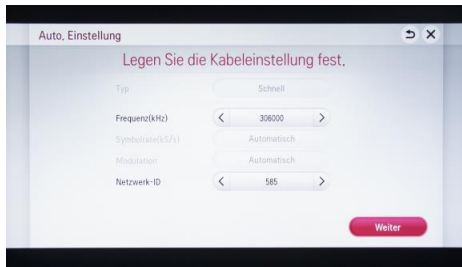 Auto. Einstellung
Legen Sie die Kabeleinstellung fest.
Typ
Schnell
Frequenz(kHz)
306000
Symbolrate(kS/s)
Automatisch
Modulation
Automatisch
Netzwerk-ID
585
Weiter